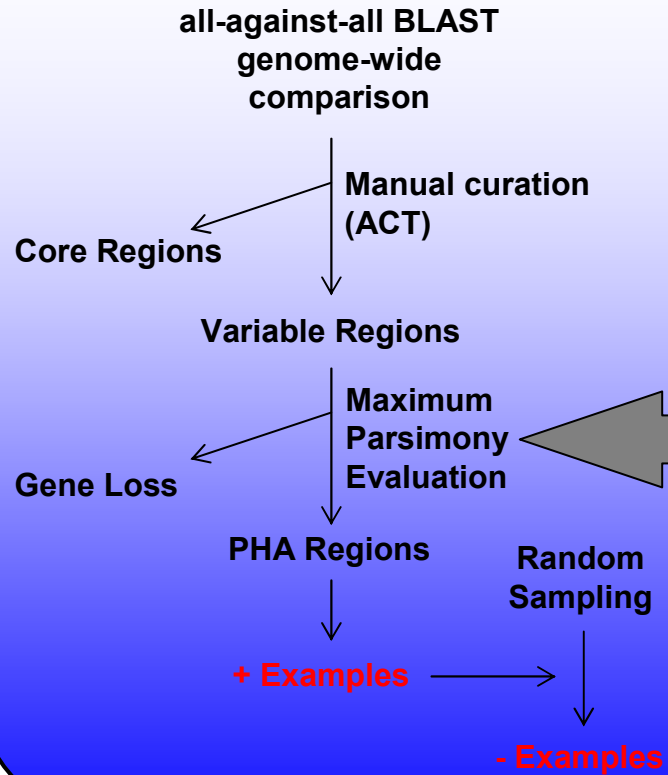 all-against-all BLAST
genome-wide
comparison
Manual curation
(ACT)
Core Regions
Variable Regions
Maximum
Parsimony
Evaluation
Gene Loss
PHA Regions
Random
Sampling
+ Examples
- Examples